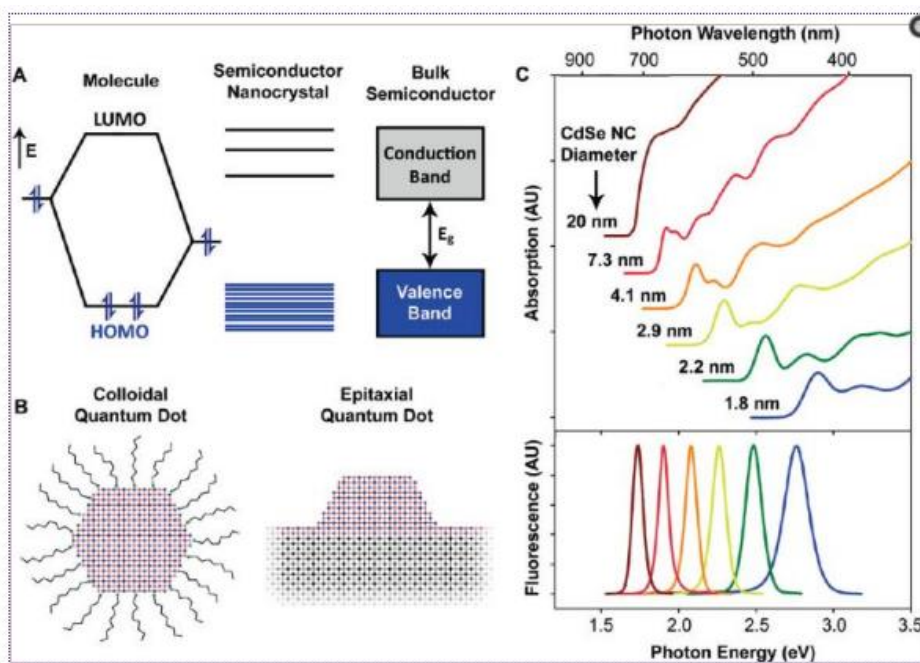 A
Molecule
LUMO
E
HOMO
Semiconductor
Nanocrystal
Bulk
Semiconductor
Conduction
Band
Eg
Valence
Band
B
Colloidal
Quantum Dot
Epitaxial
Quantum Dot
C
Photon Wavelength (nm)
900 700 500 400
CdSe NC
Diameter
20 nm
7.3 nm
4.1 nm
2.9 nm
2.2 nm
1.8 nm
Absorption (AU)
Fluorescence (AU)
1.5 2.0 2.5 3.0 3.5
Photon Energy (eV)